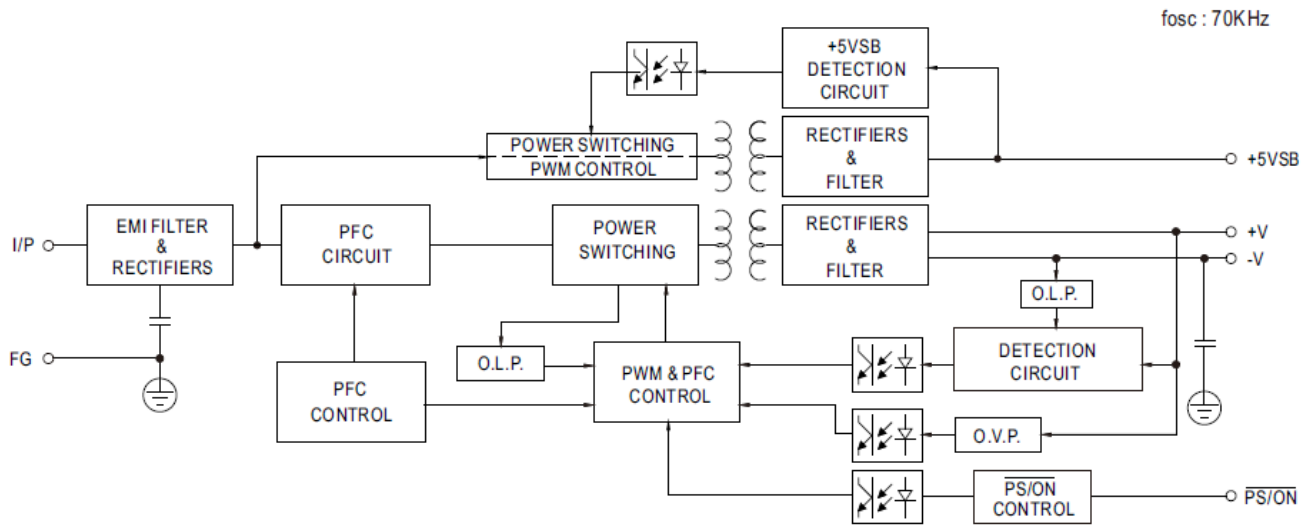 fosc : 70KHz
+5VSB
DETECTION
CIRCUIT
POWER SWITCHING
PWM CONTROL
RECTIFIERS
&
FILTER
+5VSB
I/P
EMI FILTER
&
RECTIFIERS
PFC
CIRCUIT
POWER
SWITCHING
RECTIFIERS
&
FILTER
+V
-V
O.L.P.
FG
O.L.P.
PFC
CONTROL
PWM & PFC
CONTROL
DETECTION
CIRCUIT
O.V.P.
PS/ON
CONTROL
PS/ON